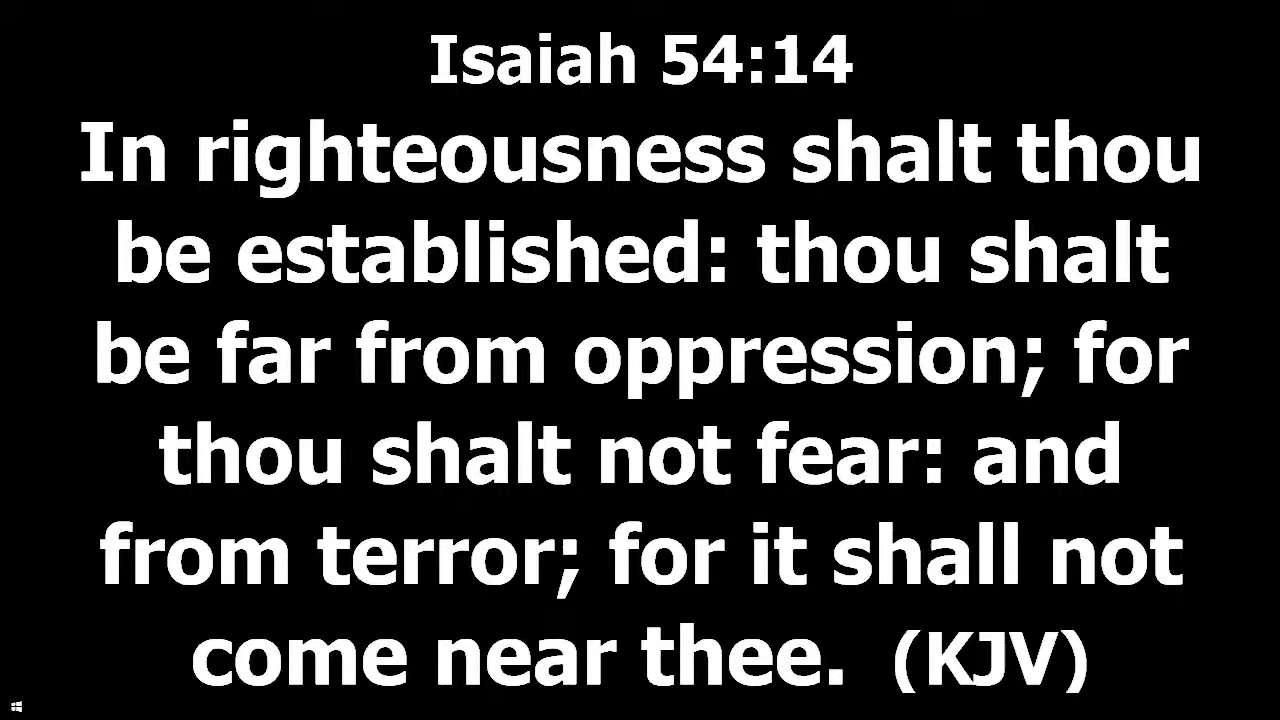 Isaiah 54:14
In righteousness shalt thou
be established: thou shalt
be far from oppression; for
thou shalt not fear: and
from terror; for it shall not
come near thee. (KJV)